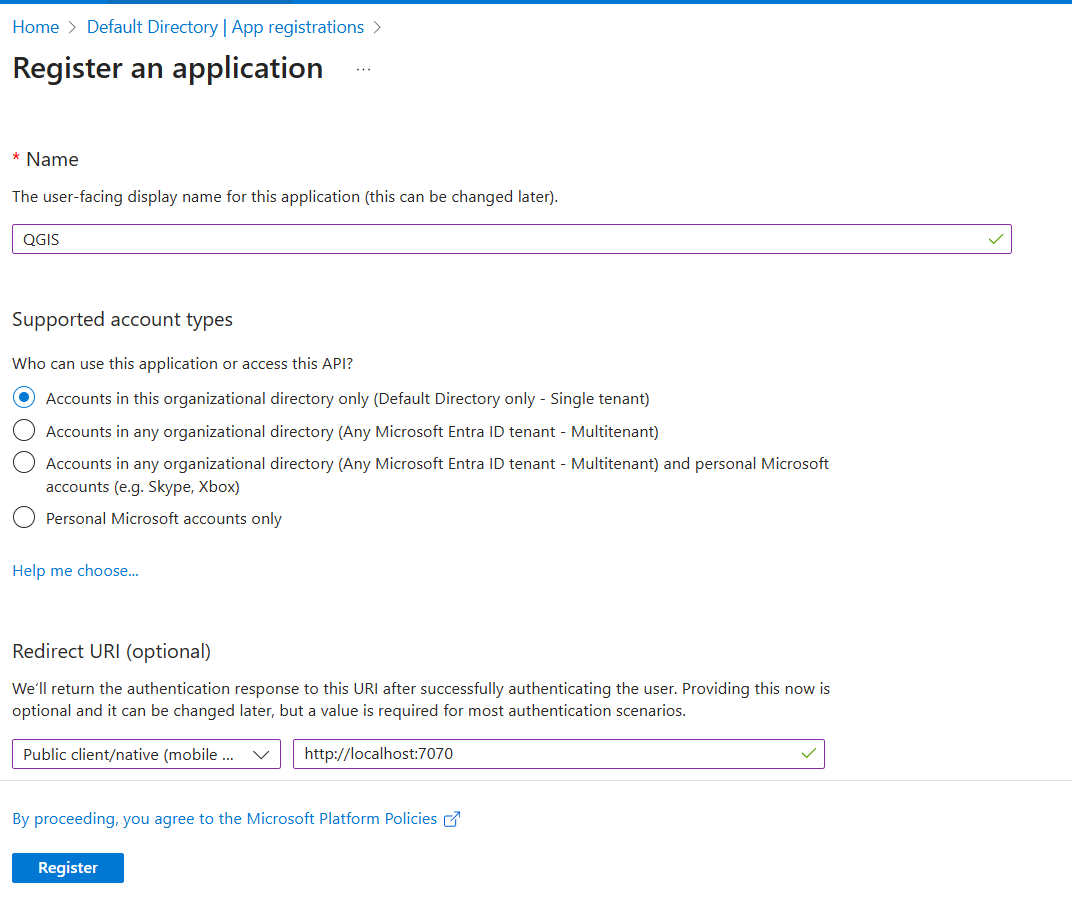 Home > Default Directory | App registrations >
Register an application ...
* Name
The user-facing display name for this application (this can be changed later).
QGIS
Supported account types
Who can use this application or access this API?
Accounts in this organizational directory only (Default Directory only - Single tenant)
Accounts in any organizational directory (Any Microsoft Entra ID tenant - Multitenant)
Accounts in any organizational directory (Any Microsoft Entra ID tenant - Multitenant) and personal Microsoft
accounts (e.g. Skype, Xbox)
Personal Microsoft accounts only
Help me choose...
Redirect URI (optional)
We'll return the authentication response to this URI after successfully authenticating the user. Providing this now is
optional and it can be changed later, but a value is required for most authentication scenarios.
Public client/native (mobile ... http://localhost:7070
By proceeding, you agree to the Microsoft Platform Policies
Register